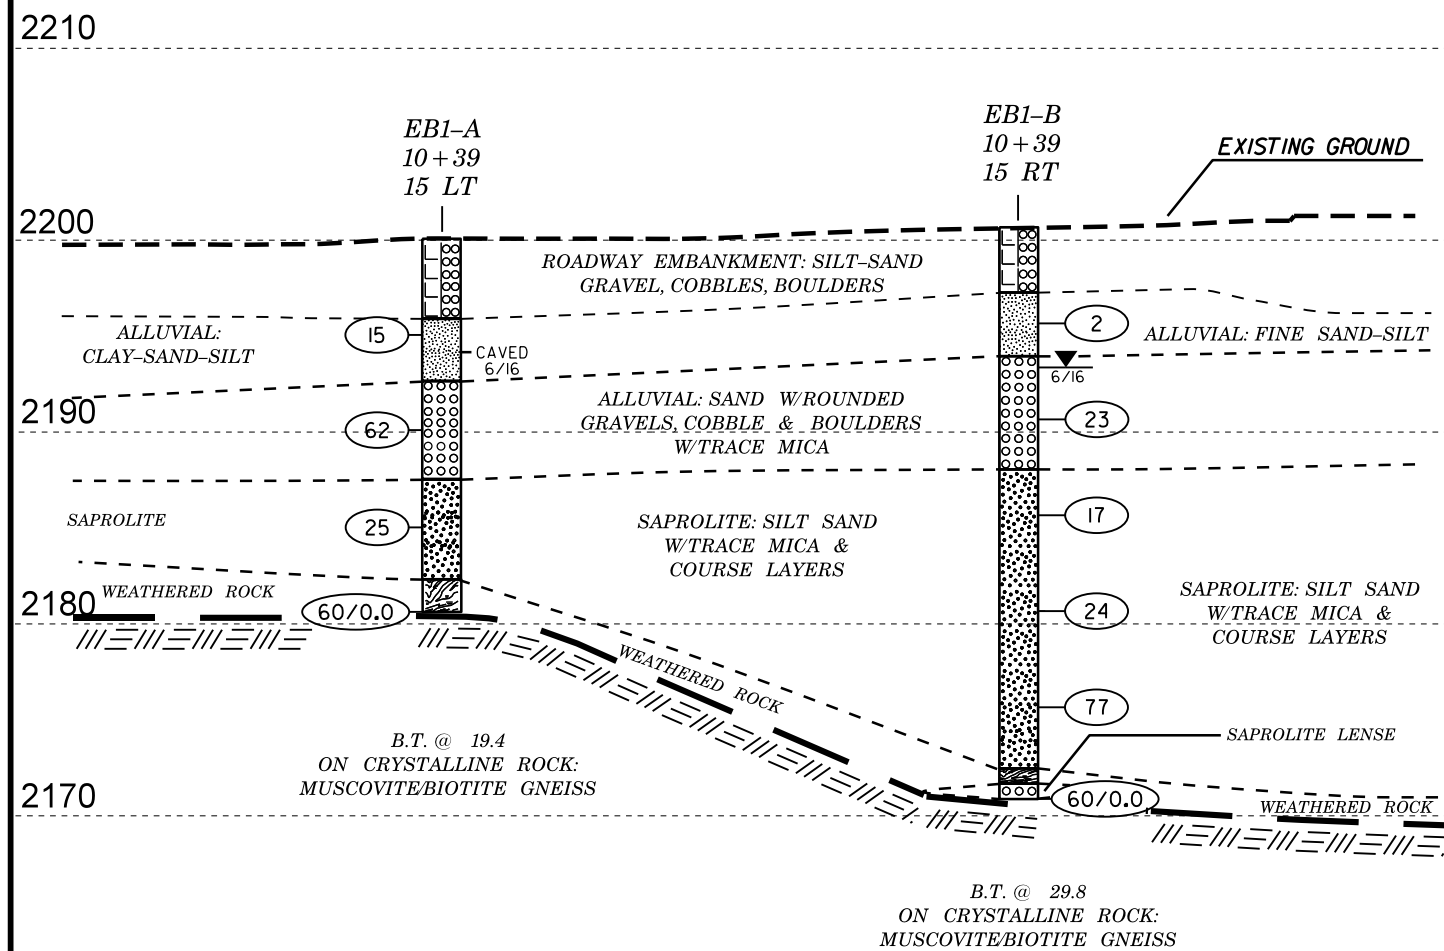 2210
EB1-A
10+39
15 LT
EB1-B
10+39
15 RT
EXISTING GROUND
2200
ROADWAY EMBANKMENT: SILT-SAND
GRAVEL, COBBLES, BOULDERS
ALLUVIAL:
CLAY-SAND-SILT
15
CAVED
6/16
2
ALLUVIAL: FINE SAND-SILT
6/16
2190
ALLUVIAL: SAND W/ROUNDED
GRAVELS, COBBLE & BOULDERS
W/TRACE MICA
62
23
SAPROLITE
25
SAPROLITE: SILT SAND
W/TRACE MICA &
COURSE LAYERS
17
WEATHERED ROCK
2180
60/0.0
24
SAPROLITE: SILT SAND
W/TRACE MICA &
COURSE LAYERS
WEATHERED ROCK
77
SAPROLITE LENSE
B.T. @ 19.4
ON CRYSTALLINE ROCK:
MUSCOVITE/BIOTITE GNEISS
2170
60/0.0
WEATHERED ROCK
B.T. @ 29.8
ON CRYSTALLINE ROCK:
MUSCOVITE/BIOTITE GNEISS